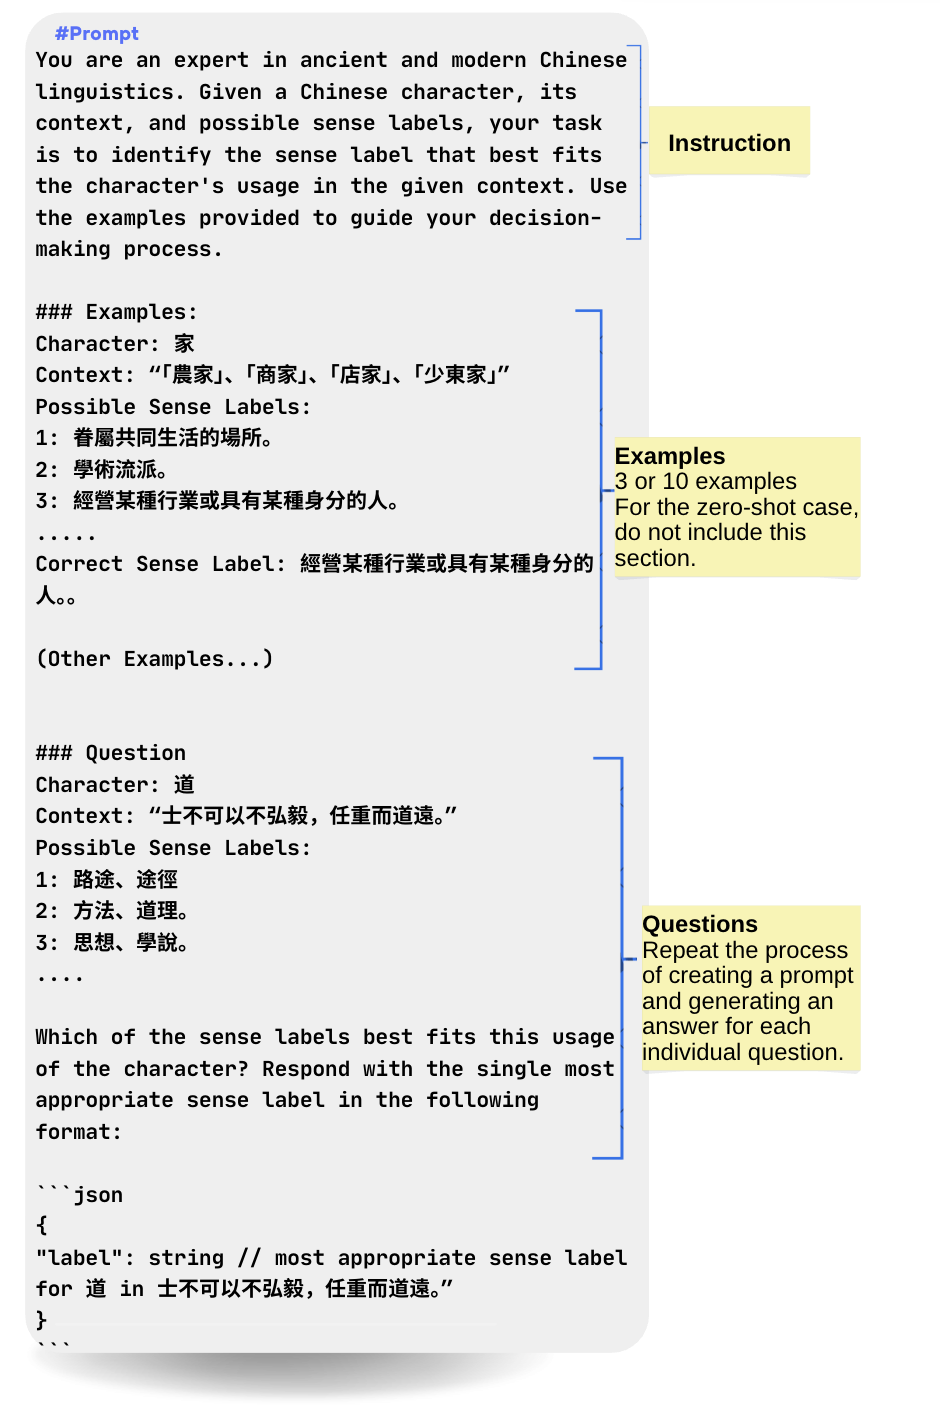 #Prompt
You are an expert in ancient and modern Chinese
linguistics. Given a Chinese character, its
context, and possible sense labels, your task
is to identify the sense label that best fits
the character's usage in the given context. Use
the examples provided to guide your decision-
making process.
Instruction
### Examples:
Character: 家
Context: “「農家」、「商家」、「店家」、「少東家」”
Possible Sense Labels:
1: 眷屬共同生活的場所。
2: 學術流派。
3: 經營某種行業或具有某種身分的人。
.....
Correct Sense Label: 經營某種行業或具有某種身分的
人。。
(Other Examples...)
Examples
3 or 10 examples
For the zero-shot case,
do not include this
section.
### Question
Character: 道
Context: “士不可以不弘毅，任重而道遠。”
Possible Sense Labels:
1: 路途、途徑
2: 方法、道理。
3: 思想、學說。
....
Which of the sense labels best fits this usage
of the character? Respond with the single most
appropriate sense label in the following
format:
Questions
Repeat the process
of creating a prompt
and generating an
answer for each
individual question.
```json
{
"label": string // most appropriate sense label
for 道 in 士不可以不弘毅，任重而道遠。”
}
```